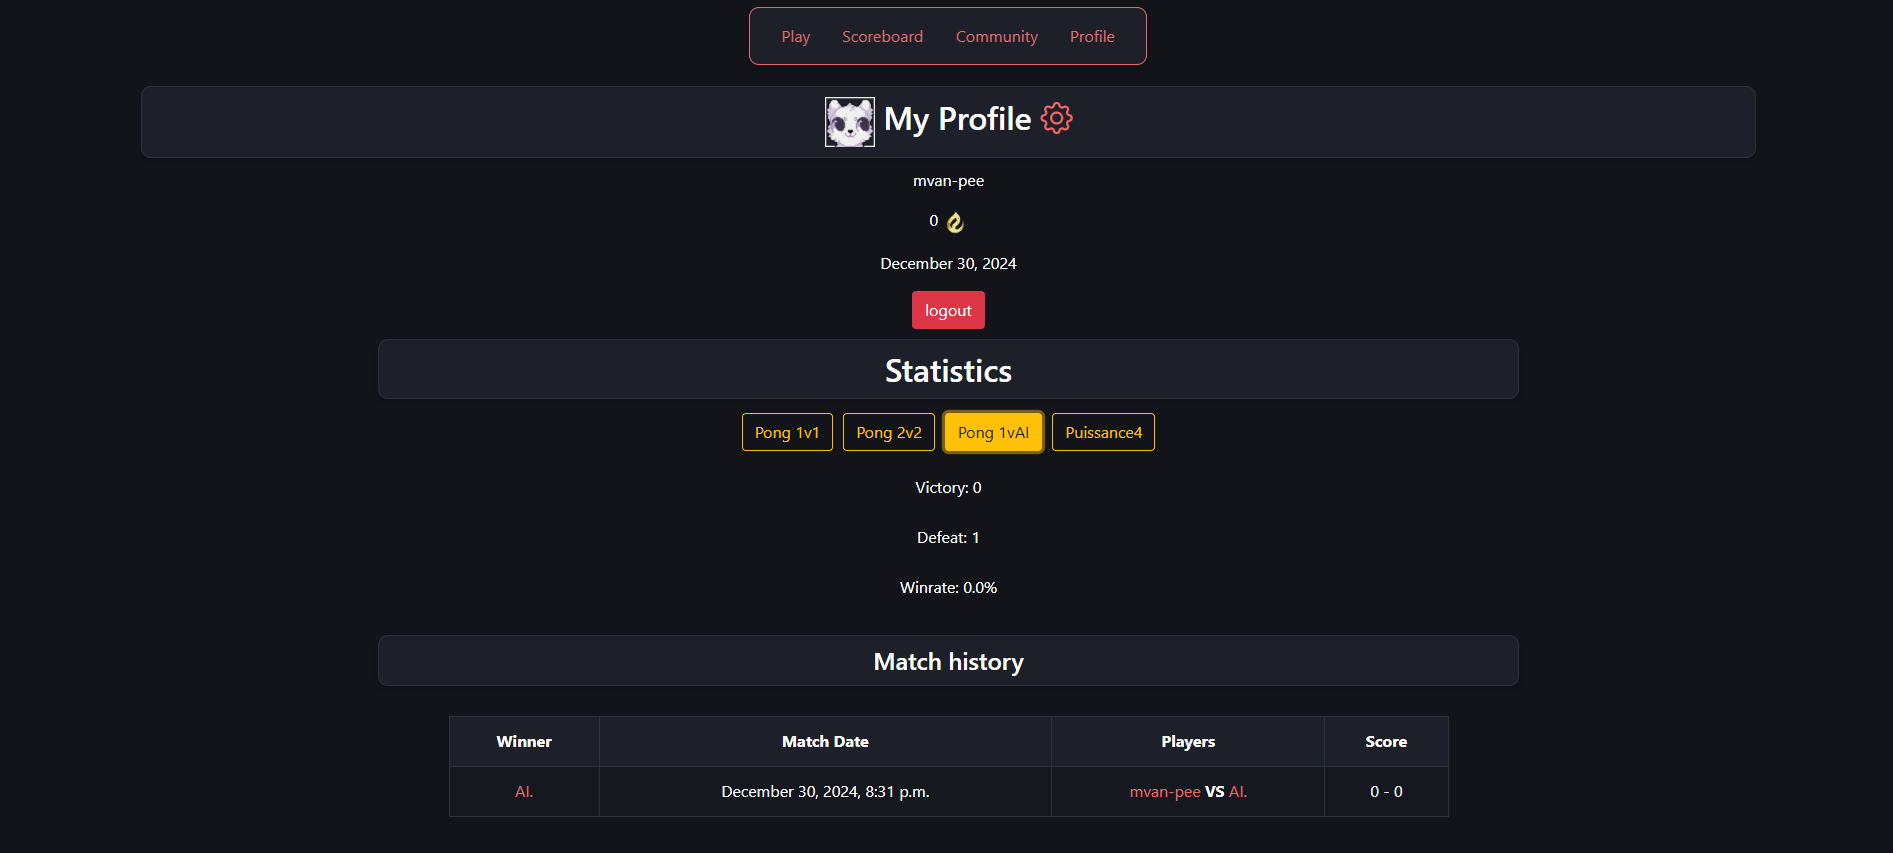 Play Scoreboard Community Profile
My Profile
mvan-pee
0
December 30, 2024
logout
Statistics
Pong 1v1 Pong 2v2 Pong 1vAI Puissance4
Victory: 0
Defeat: 1
Winrate: 0.0%
Match history
Winner Match Date Players Score
AI. December 30, 2024, 8:31 p.m. mvan-pee VS AI. 0 - 0